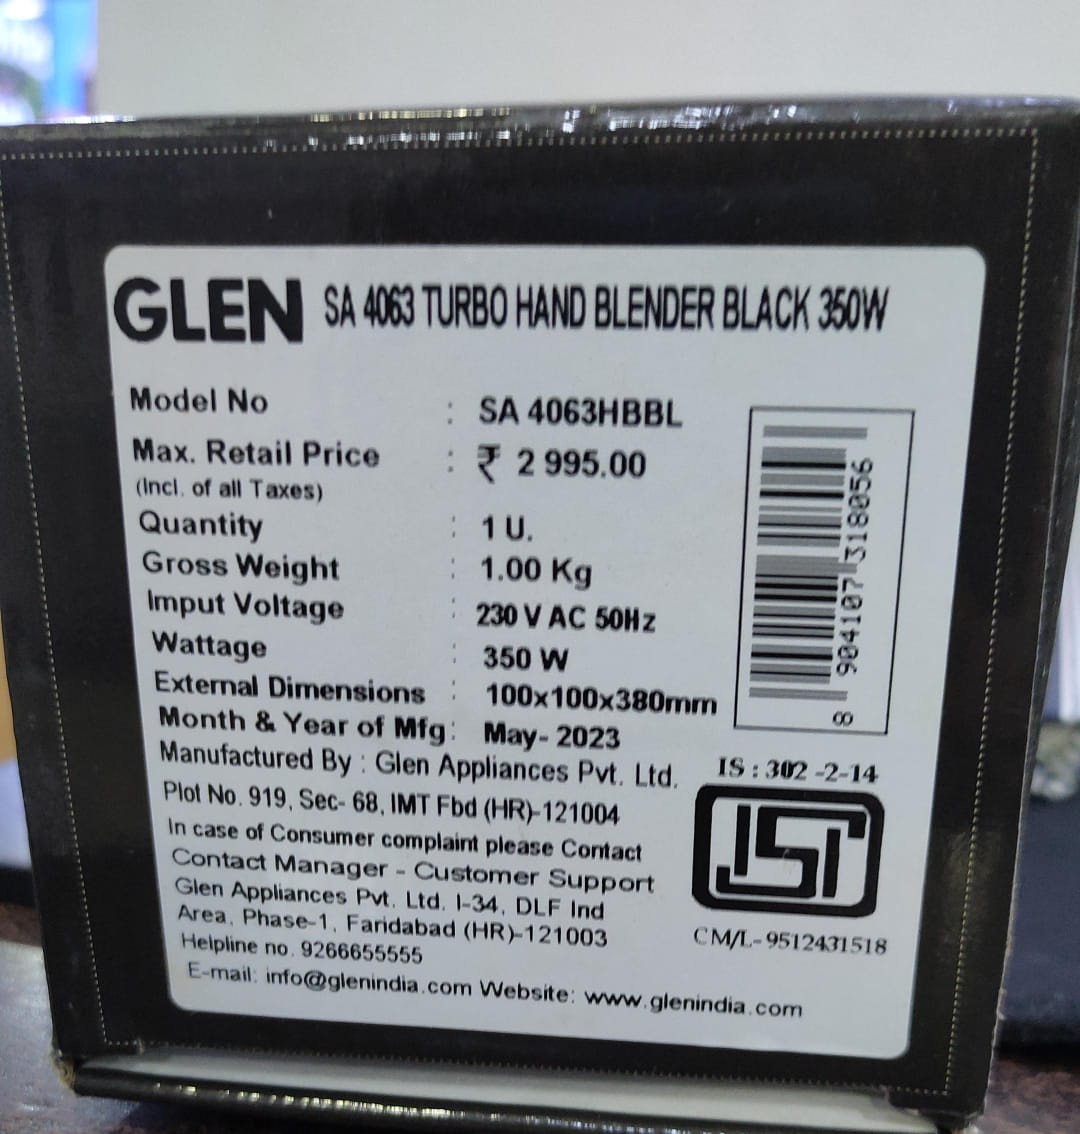 GLEN SA 4063 TURBO HAND BLENDER BLACK 350W
Model No : SA 4063HBBL
Max. Retail Price : ₹ 2 995.00
(Incl. of all Taxes)
Quantity : 1 U.
Gross Weight : 1.00 Kg
Imput Voltage : 230 V AC 50Hz
Wattage : 350 W
External Dimensions : 100x100x380mm
Month & Year of Mfg : May- 2023
Manufactured By : Glen Appliances Pvt. Ltd.
Plot No. 919, Sec- 68, IMT Fbd (HR)-121004
In case of Consumer complaint please Contact
Contact Manager - Customer Support
Glen Appliances Pvt. Ltd. I-34, DLF Ind
Area, Phase-1, Faridabad (HR)-121003
Helpline no. 9266655555
E-mail: info@glenindia.com Website: www.glenindia.com
8 904107 318056
IS : 302 -2-14
ISI
CM/L- 9512431518